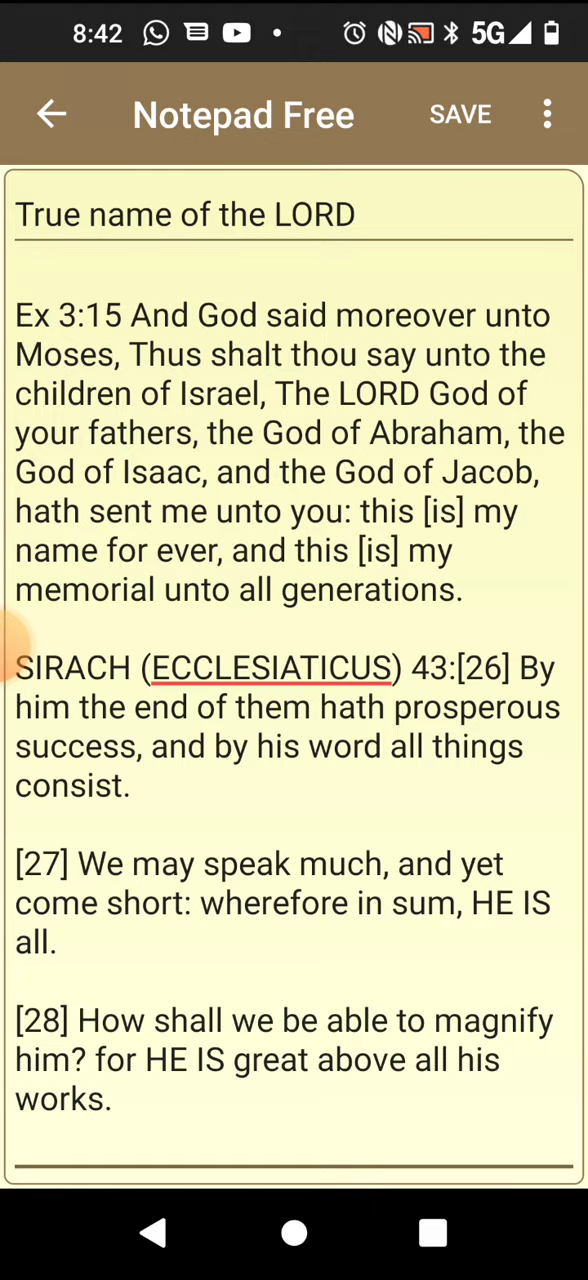 8:42 5G
Notepad Free SAVE
True name of the LORD
Ex 3:15 And God said moreover unto
Moses, Thus shalt thou say unto the
children of Israel, The LORD God of
your fathers, the God of Abraham, the
God of Isaac, and the God of Jacob,
hath sent me unto you: this [is] my
name for ever, and this [is] my
memorial unto all generations.
SIRACH (ECCLESIATICUS) 43:[26] By
him the end of them hath prosperous
success, and by his word all things
consist.
[27] We may speak much, and yet
come short: wherefore in sum, HE IS
all.
[28] How shall we be able to magnify
him? for HE IS great above all his
works.